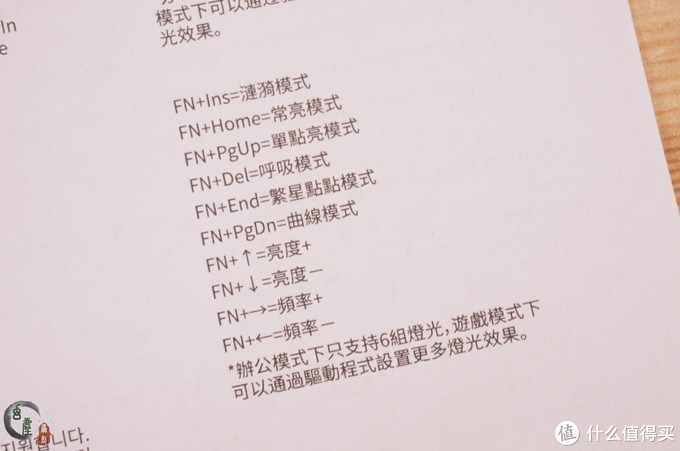 In
e
模式下可以通過
光效果。
FN+Ins=漣漪模式
FN+Home=常亮模式
FN+PgUp=單點亮模式
FN+Del=呼吸模式
FN+End=繁星點點模式
FN+PgDn=曲線模式
FN+↑=亮度+
FN+↓=亮度－
FN+→=頻率+
FN+←=頻率－
*辦公模式下只支持6組燈光,遊戲模式下
可以通過驅動程式設置更多燈光效果。
지원합니다.
值 什么值得买